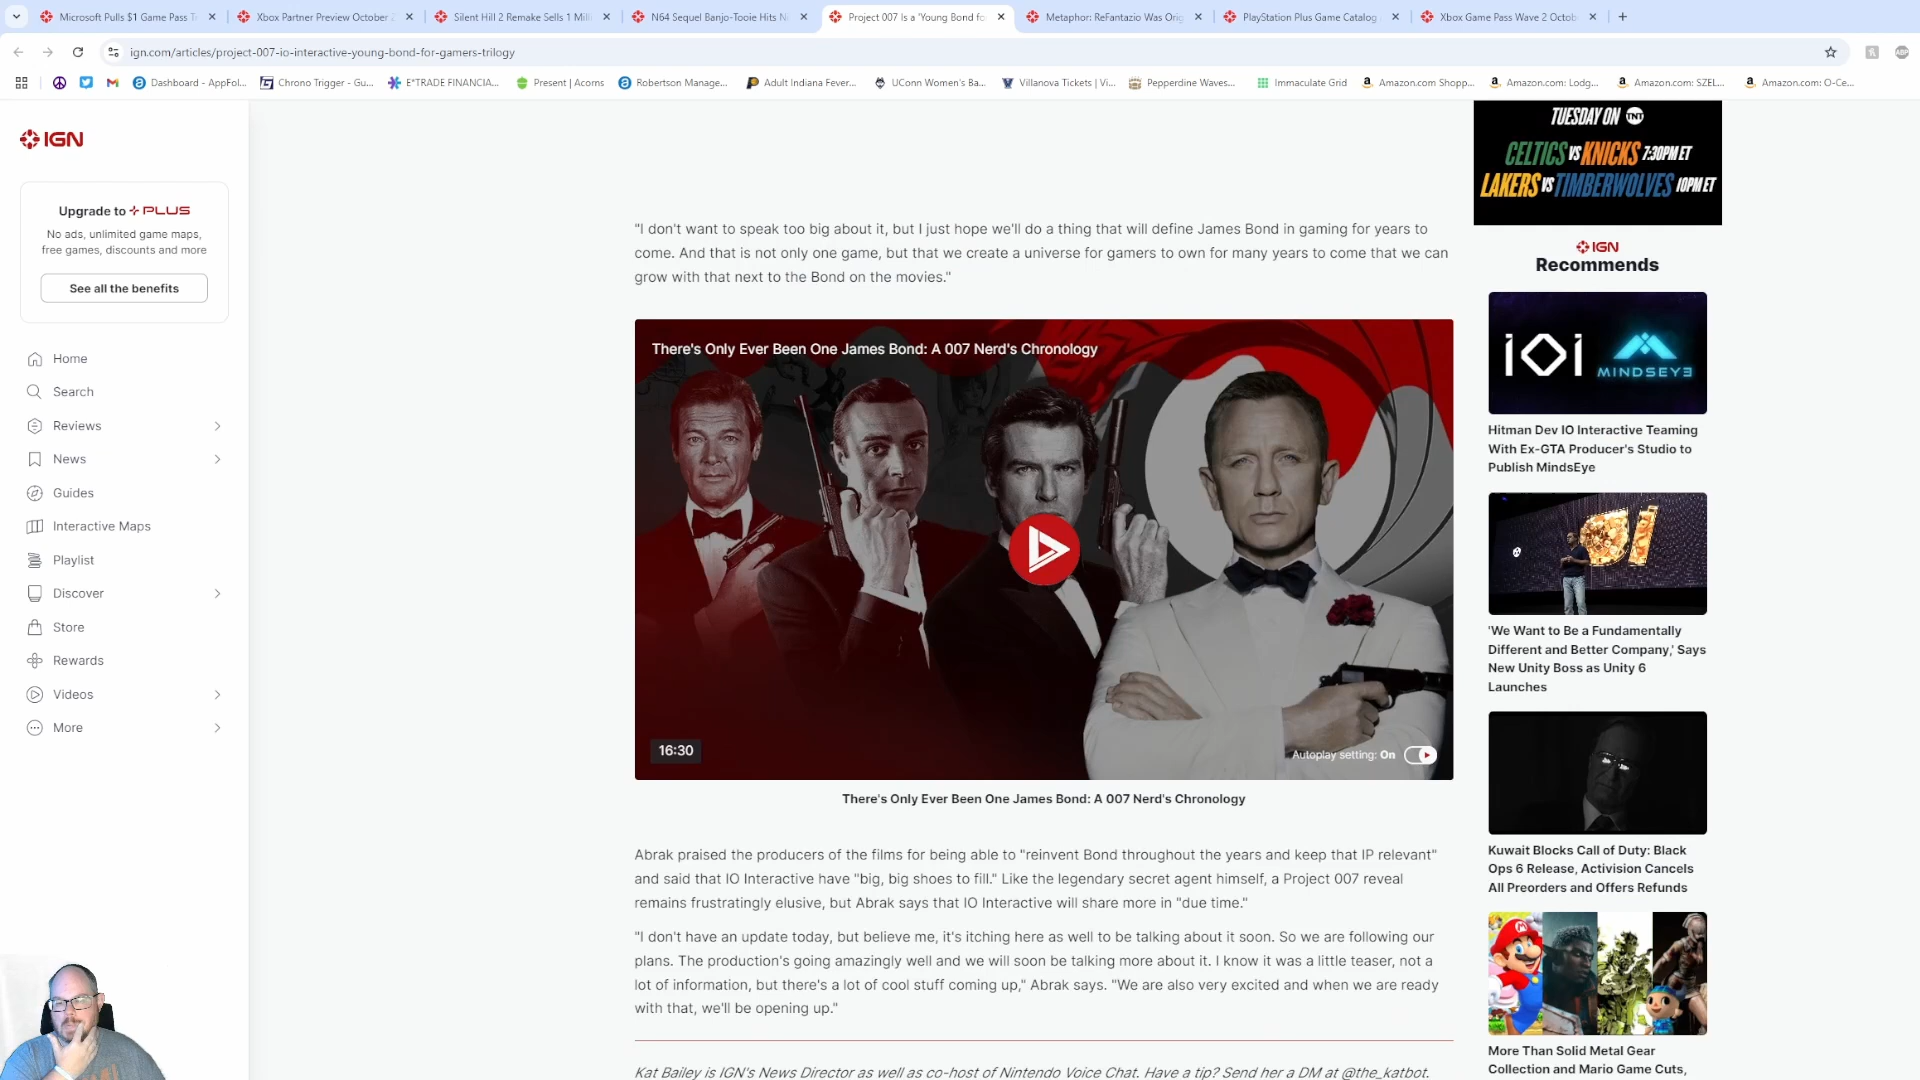 Microsoft Pulls $1 Game Pass T
Xbox Partner Preview October 2
Silent Hill 2 Remake Sells 1 Mill
N64 Sequel Banjo-Tooie Hits Ni
Project 007 Is a 'Young Bond fo
Metaphor: ReFantazio Was Orig
PlayStation Plus Game Catalog
Xbox Game Pass Wave 2 Octob
ign.com/articles/project-007-io-interactive-young-bond-for-gamers-trilogy
Dashboard - AppFol...
Chrono Trigger - Gu...
E*TRADE FINANCIA...
Present | Acorns
Robertson Manage...
Adult Indiana Fever...
UConn Women's Ba...
Villanova Tickets | Vi...
Pepperdine Waves...
Immaculate Grid
Amazon.com Shopp...
Amazon.com: Lodg...
Amazon.com: SZEL...
Amazon.com: O-Ce...
IGN
Upgrade to PLUS
No ads, unlimited game maps,
free games, discounts and more
See all the benefits
Home
Search
Reviews
News
Guides
Interactive Maps
Playlist
Discover
Store
Rewards
Videos
More
"I don't want to speak too big about it, but I just hope we'll do a thing that will define James Bond in gaming for years to
come. And that is not only one game, but that we create a universe for gamers to own for many years to come that we can
grow with that next to the Bond on the movies."
There's Only Ever Been One James Bond: A 007 Nerd's Chronology
16:30
Autoplay setting: On
There's Only Ever Been One James Bond: A 007 Nerd's Chronology
Abrak praised the producers of the films for being able to "reinvent Bond throughout the years and keep that IP relevant"
and said that IO Interactive have "big, big shoes to fill." Like the legendary secret agent himself, a Project 007 reveal
remains frustratingly elusive, but Abrak says that IO Interactive will share more in "due time."
"I don't have an update today, but believe me, it's itching here as well to be talking about it soon. So we are following our
plans. The production's going amazingly well and we will soon be talking more about it. I know it was a little teaser, not a
lot of information, but there's a lot of cool stuff coming up," Abrak says. "We are also very excited and when we are ready
with that, we'll be opening up."
Kat Bailey is IGN's News Director as well as co-host of Nintendo Voice Chat. Have a tip? Send her a DM at @the_katbot.
TUESDAY ON TNT
CELTICS VS KNICKS 7:30PM ET
LAKERS VS TIMBERWOLVES 10PM ET
IGN
Recommends
IOI MINDSEY3
Hitman Dev IO Interactive Teaming
With Ex-GTA Producer's Studio to
Publish MindsEye
'We Want to Be a Fundamentally
Different and Better Company,' Says
New Unity Boss as Unity 6
Launches
Kuwait Blocks Call of Duty: Black
Ops 6 Release, Activision Cancels
All Preorders and Offers Refunds
More Than Solid Metal Gear
Collection and Mario Game Cuts,